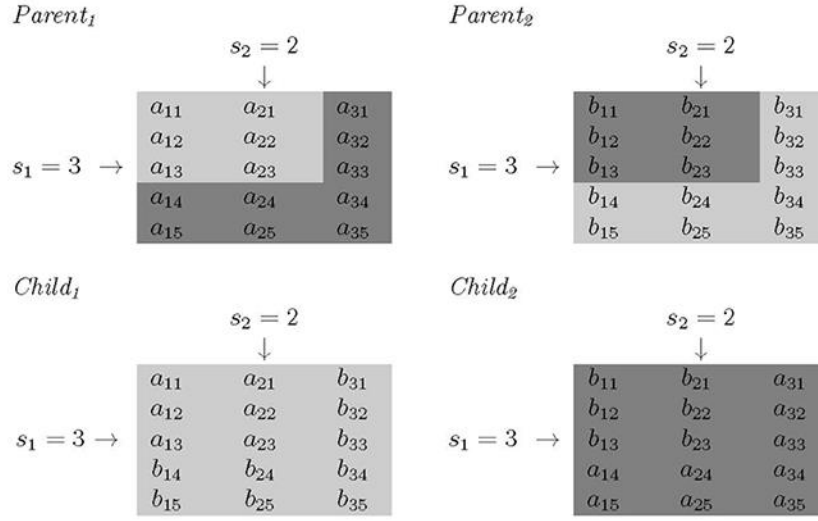 Parent₁ Parent₂
s₂ = 2 s₂ = 2
↓ ↓
a₁₁ a₂₁ a₃₁ b₁₁ b₂₁ b₃₁
a₁₂ a₂₂ a₃₂ b₁₂ b₂₂ b₃₂
s₁ = 3 → a₁₃ a₂₃ a₃₃ s₁ = 3 → b₁₃ b₂₃ b₃₃
a₁₄ a₂₄ a₃₄ b₁₄ b₂₄ b₃₄
a₁₅ a₂₅ a₃₅ b₁₅ b₂₅ b₃₅
Child₁ Child₂
s₂ = 2 s₂ = 2
↓ ↓
a₁₁ a₂₁ b₃₁ b₁₁ b₂₁ a₃₁
a₁₂ a₂₂ b₃₂ b₁₂ b₂₂ a₃₂
s₁ = 3 → a₁₃ a₂₃ b₃₃ s₁ = 3 → b₁₃ b₂₃ a₃₃
b₁₄ b₂₄ b₃₄ a₁₄ a₂₄ a₃₄
b₁₅ b₂₅ b₃₅ a₁₅ a₂₅ a₃₅